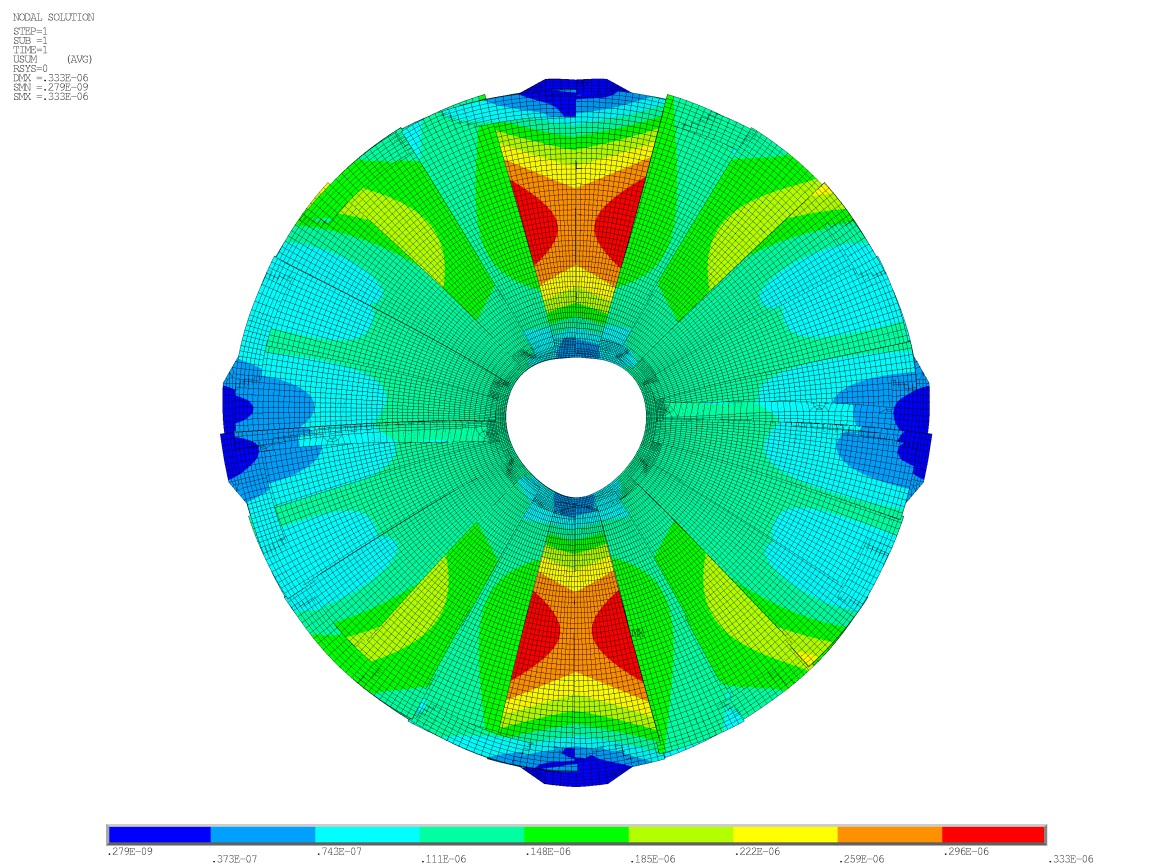 NODAL SOLUTION
STEP=1
SUB =1
TIME=1
USUM (AVG)
RSYS=0
DMX =.333E-06
SMN =.279E-09
SMX =.333E-06
.279E-09 .373E-07 .743E-07 .111E-06 .148E-06 .185E-06 .222E-06 .259E-06 .296E-06 .333E-06